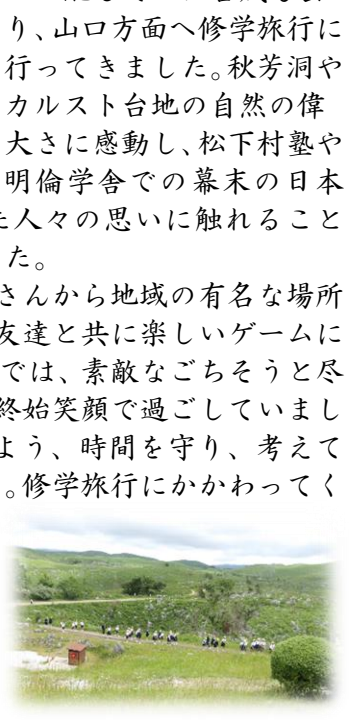 り、山口方面へ修学旅行に
行ってきました。秋芳洞や
カルスト台地の自然の偉
大さに感動し、松下村塾や
明倫学舎での幕末の日本
た人々の思いに触れること
た。
さんから地域の有名な場所
友達と共に楽しいゲームに
では、素敵なごちそうと尽
終始笑顔で過ごしていまし
よう、時間を守り、考えて
。修学旅行にかかわってく